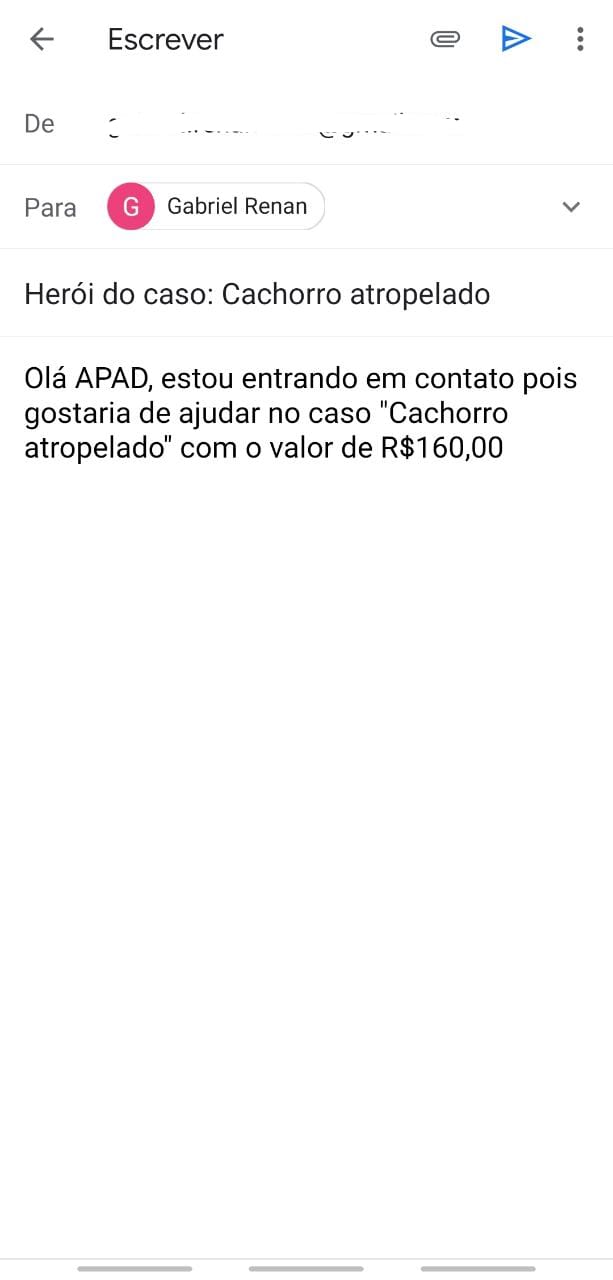 Escrever
De
Para G Gabriel Renan
Herói do caso: Cachorro atropelado
Olá APAD, estou entrando em contato pois
gostaria de ajudar no caso "Cachorro
atropelado" com o valor de R$160,00